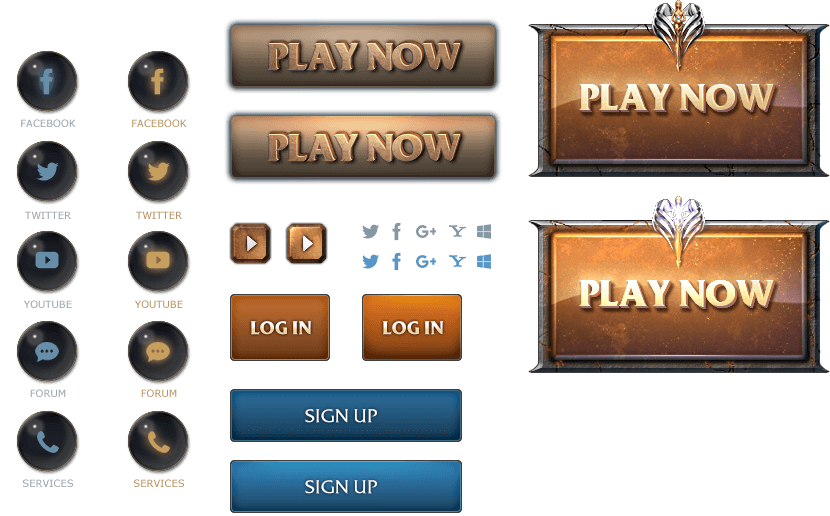 FACEBOOK
FACEBOOK
TWITTER
TWITTER
YOUTUBE
YOUTUBE
FORUM
FORUM
SERVICES
SERVICES
PLAY NOW
PLAY NOW
G+
G+
LOG IN
LOG IN
SIGN UP
SIGN UP
PLAY NOW
PLAY NOW